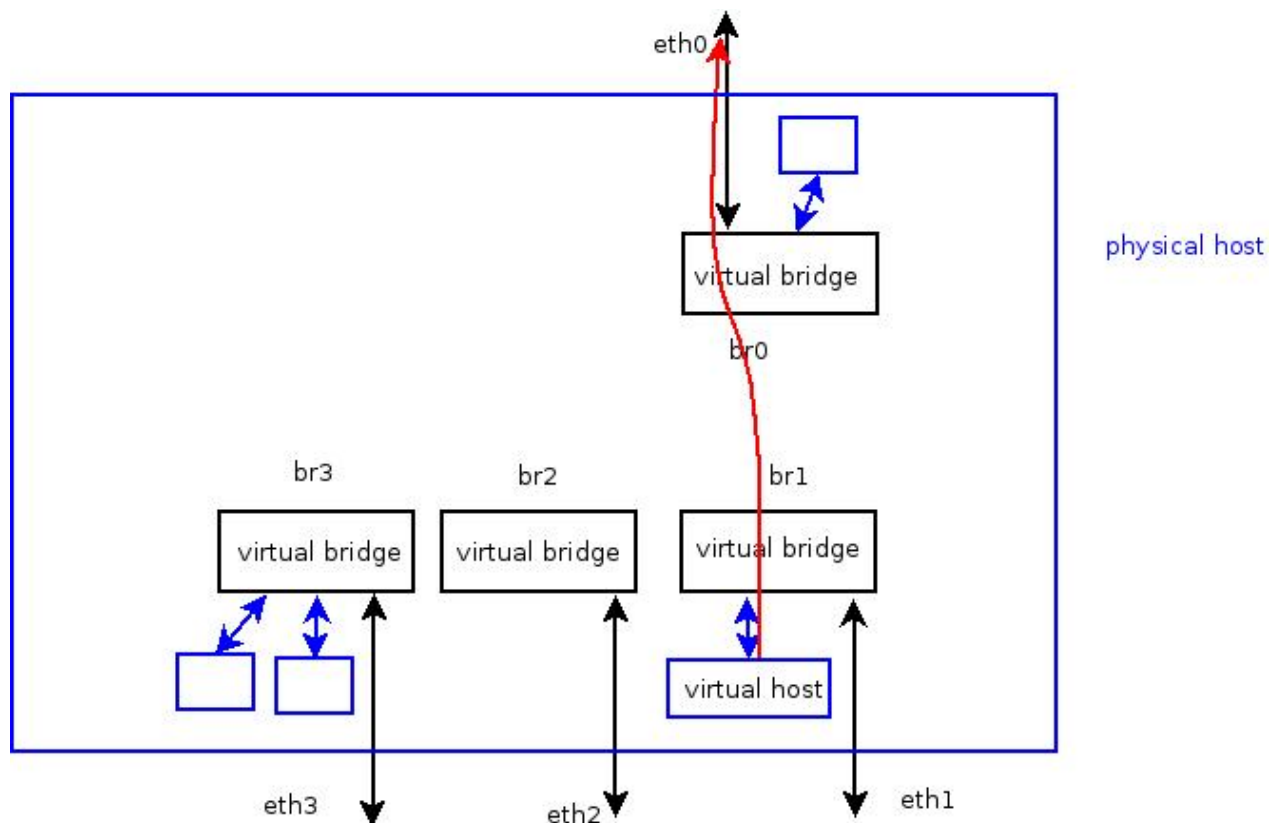 eth0
physical host
virtual bridge
br0
br3
br2
br1
virtual bridge
virtual bridge
virtual bridge
virtual host
eth3
eth2
eth1